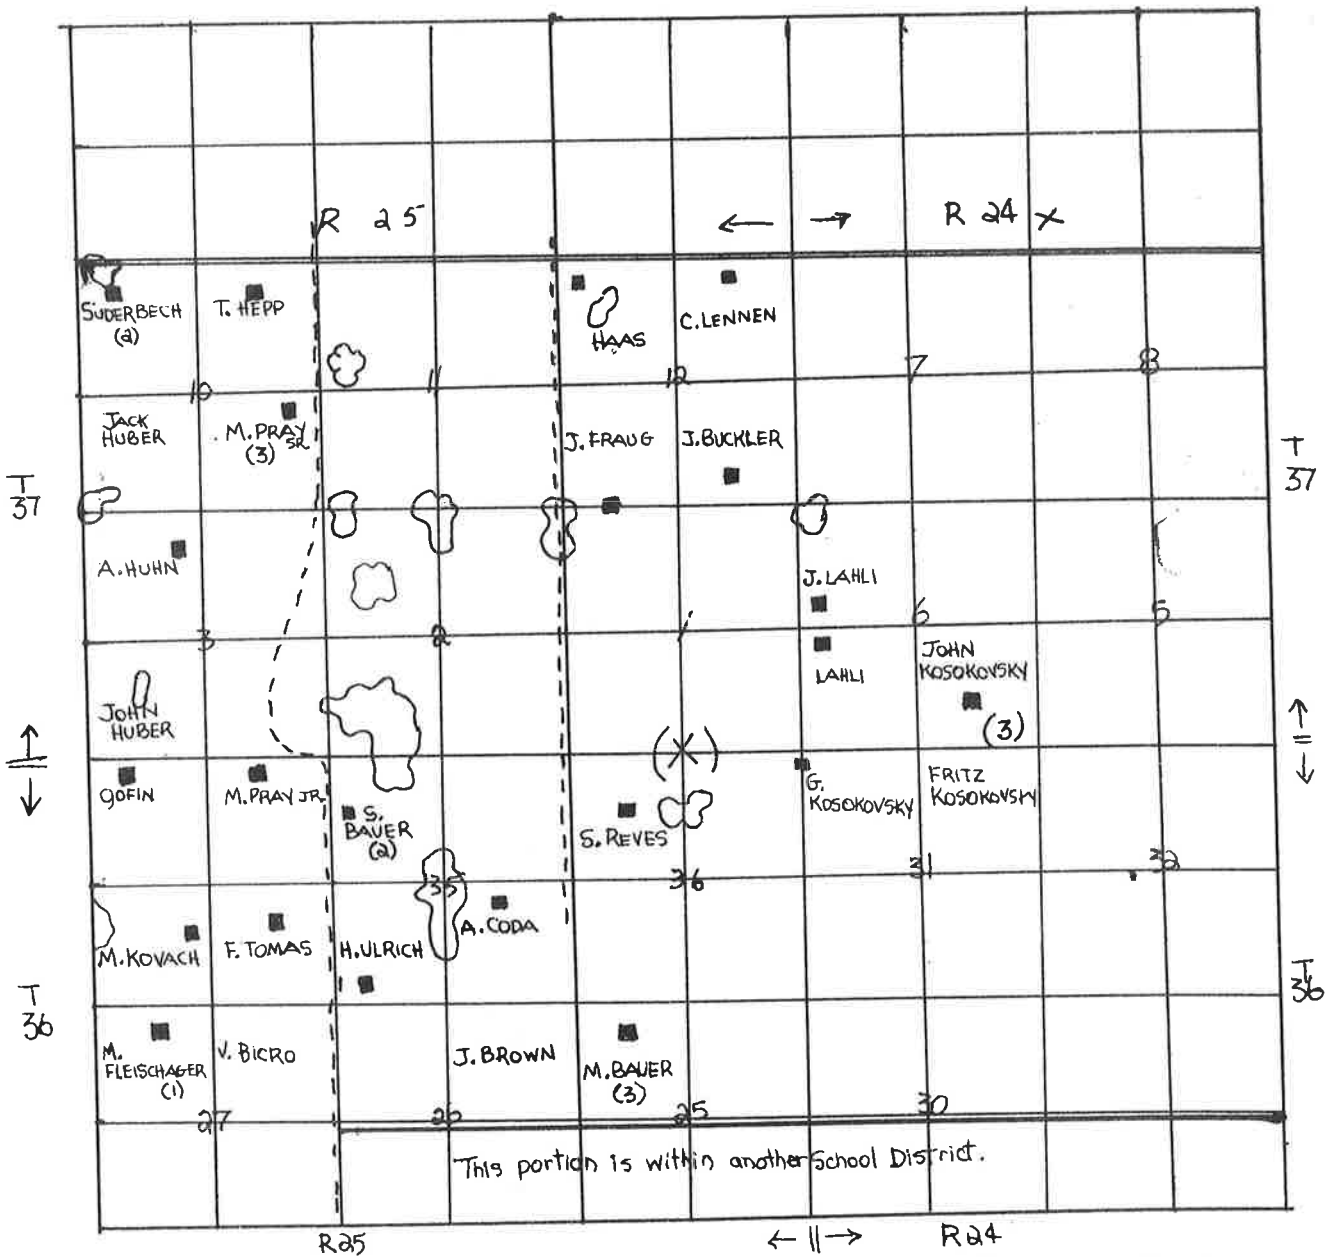 R 25 ← → R 24 X
SUDERBECH
(2)
T. HEPP
HAAS
C. LENNEN
10
11
12
7
8
JACK
HUBER
M. PRAY SR
(3)
J. FRAUG
J. BUCKLER
T
37
T
37
A. HUHN
J. LAHLI
3
2
1
6
5
LAHLI
JOHN
KOSOKOVSKY
(3)
JOHN
HUBER
(X)
GOFIN
M. PRAY JR.
S.
BAUER
(2)
S. REVES
G.
KOSOKOVSKY
FRITZ
KOSOKOVSKY
35
36
31
32
M. KOVACH
F. TOMAS
H. ULRICH
A. CODA
T
36
T
36
M.
FLEISCHAGER
(1)
V. BICRO
J. BROWN
M. BAUER
(3)
27
26
25
30
This portion is within another School District.
R25 ← || → R24